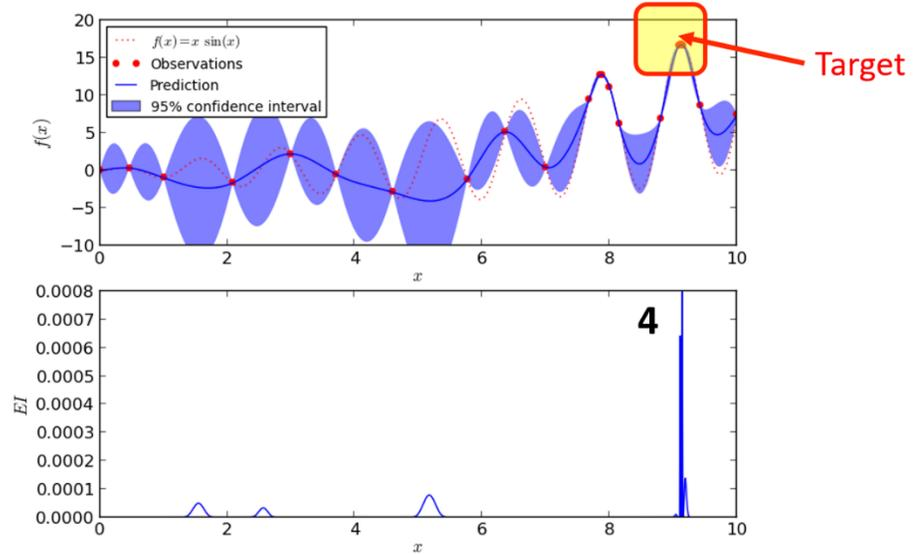 20
15
10
5
0
−5
−10
f(x)
f(x) = x sin(x)
Observations
Prediction
95% confidence interval
Target
0 2 4 6 8 10
x
0.0008
0.0007
0.0006
0.0005
0.0004
0.0003
0.0002
0.0001
0.0000
EI
4
0 2 4 6 8 10
x